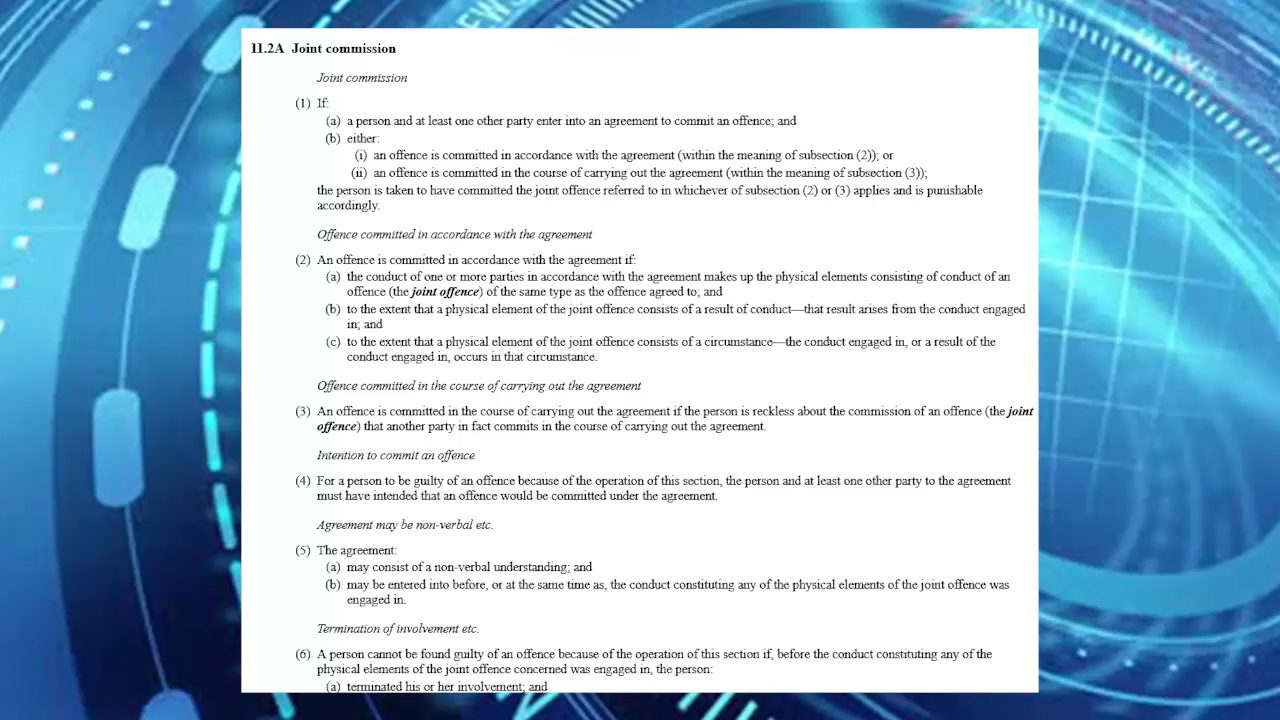 11.2A Joint commission
Joint commission
(1) If:
(a) a person and at least one other party enter into an agreement to commit an offence; and
(b) either:
(i) an offence is committed in accordance with the agreement (within the meaning of subsection (2)); or
(ii) an offence is committed in the course of carrying out the agreement (within the meaning of subsection (3));
the person is taken to have committed the joint offence referred to in whichever of subsection (2) or (3) applies and is punishable
accordingly.
Offence committed in accordance with the agreement
(2) An offence is committed in accordance with the agreement if:
(a) the conduct of one or more parties in accordance with the agreement makes up the physical elements consisting of conduct of an
offence (the joint offence) of the same type as the offence agreed to; and
(b) to the extent that a physical element of the joint offence consists of a result of conduct—that result arises from the conduct engaged
in; and
(c) to the extent that a physical element of the joint offence consists of a circumstance—the conduct engaged in, or a result of the
conduct engaged in, occurs in that circumstance.
Offence committed in the course of carrying out the agreement
(3) An offence is committed in the course of carrying out the agreement if the person is reckless about the commission of an offence (the joint
offence) that another party in fact commits in the course of carrying out the agreement.
Intention to commit an offence
(4) For a person to be guilty of an offence because of the operation of this section, the person and at least one other party to the agreement
must have intended that an offence would be committed under the agreement.
Agreement may be non-verbal etc.
(5) The agreement:
(a) may consist of a non-verbal understanding; and
(b) may be entered into before, or at the same time as, the conduct constituting any of the physical elements of the joint offence was
engaged in.
Termination of involvement etc.
(6) A person cannot be found guilty of an offence because of the operation of this section if, before the conduct constituting any of the
physical elements of the joint offence concerned was engaged in, the person:
(a) terminated his or her involvement; and
NEWS
NEWS